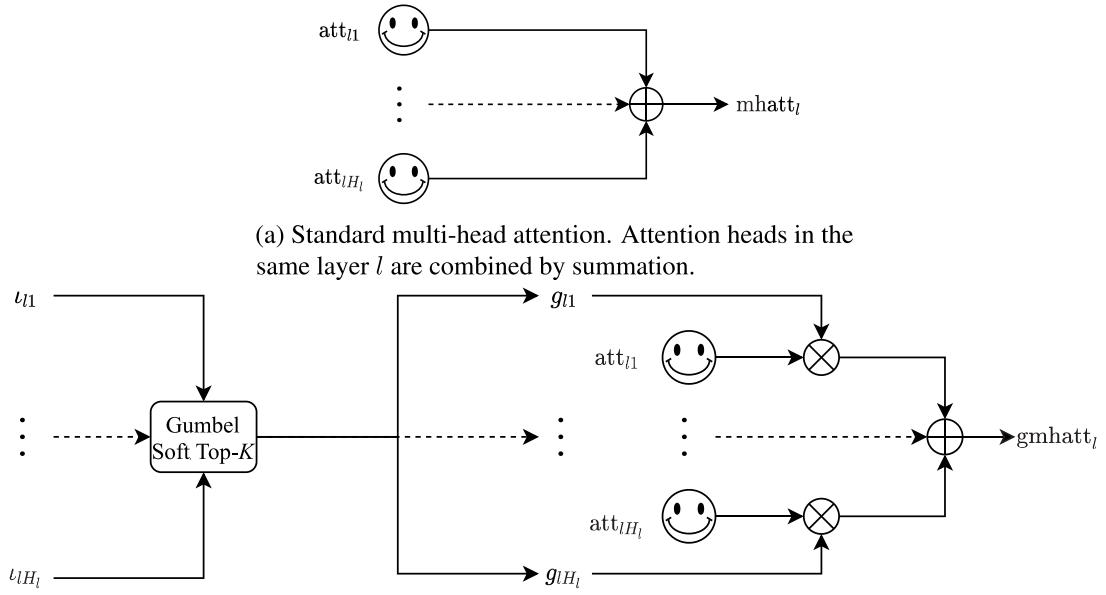 att_{l1}
⋮
mhatt_l
att_{lH_l}
(a) Standard multi-head attention. Attention heads in the
same layer l are combined by summation.
ι_{l1}
g_{l1}
att_{l1}
⋮
Gumbel
Soft Top-K
⋮
⋮
gmhatt_l
att_{lH_l}
ι_{lH_l}
g_{lH_l}